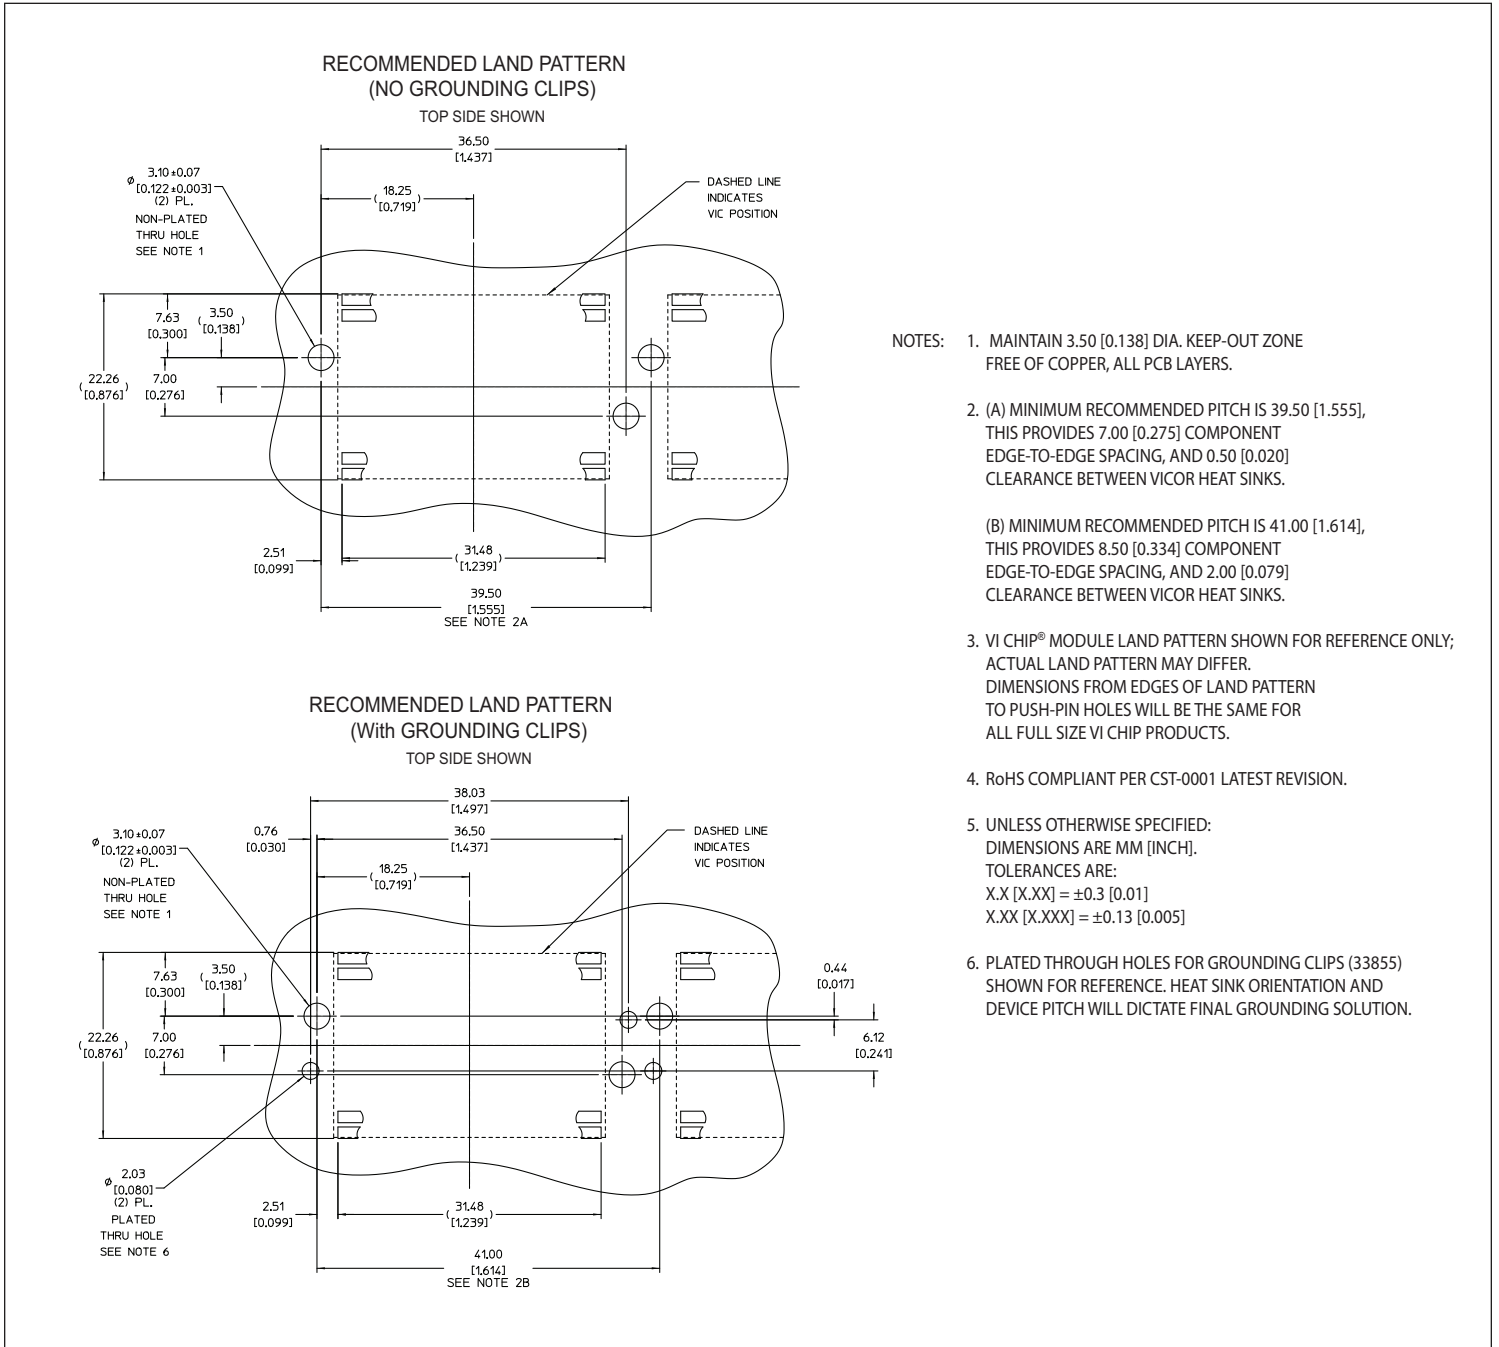 RECOMMENDED LAND PATTERN
(NO GROUNDING CLIPS)
TOP SIDE SHOWN
36.50
[1.437]
ø 3.10±0.07
[0.122±0.003]
(2) PL.
NON-PLATED
THRU HOLE
SEE NOTE 1
(18.25)
[0.719]
DASHED LINE
INDICATES
VIC POSITION
7.63
[0.300]
(3.50)
[0.138]
(22.26)
[0.876]
7.00
[0.276]
2.51
[0.099]
(31.48)
[1.239]
39.50
[1.555]
SEE NOTE 2A
RECOMMENDED LAND PATTERN
(With GROUNDING CLIPS)
TOP SIDE SHOWN
38.03
[1.497]
ø 3.10±0.07
[0.122±0.003]
(2) PL.
NON-PLATED
THRU HOLE
SEE NOTE 1
0.76
[0.030]
36.50
[1.437]
(18.25)
[0.719]
DASHED LINE
INDICATES
VIC POSITION
7.63
[0.300]
(3.50)
[0.138]
0.44
[0.017]
(22.26)
[0.876]
7.00
[0.276]
6.12
[0.241]
ø 2.03
[0.080]
(2) PL.
PLATED
THRU HOLE
SEE NOTE 6
2.51
[0.099]
(31.48)
[1.239]
41.00
[1.614]
SEE NOTE 2B
NOTES: 1. MAINTAIN 3.50 [0.138] DIA. KEEP-OUT ZONE
FREE OF COPPER, ALL PCB LAYERS.
2. (A) MINIMUM RECOMMENDED PITCH IS 39.50 [1.555],
THIS PROVIDES 7.00 [0.275] COMPONENT
EDGE-TO-EDGE SPACING, AND 0.50 [0.020]
CLEARANCE BETWEEN VICOR HEAT SINKS.
(B) MINIMUM RECOMMENDED PITCH IS 41.00 [1.614],
THIS PROVIDES 8.50 [0.334] COMPONENT
EDGE-TO-EDGE SPACING, AND 2.00 [0.079]
CLEARANCE BETWEEN VICOR HEAT SINKS.
3. VI CHIP® MODULE LAND PATTERN SHOWN FOR REFERENCE ONLY;
ACTUAL LAND PATTERN MAY DIFFER.
DIMENSIONS FROM EDGES OF LAND PATTERN
TO PUSH-PIN HOLES WILL BE THE SAME FOR
ALL FULL SIZE VI CHIP PRODUCTS.
4. RoHS COMPLIANT PER CST-0001 LATEST REVISION.
5. UNLESS OTHERWISE SPECIFIED:
DIMENSIONS ARE MM [INCH].
TOLERANCES ARE:
X.X [X.XX] = ±0.3 [0.01]
X.XX [X.XXX] = ±0.13 [0.005]
6. PLATED THROUGH HOLES FOR GROUNDING CLIPS (33855)
SHOWN FOR REFERENCE. HEAT SINK ORIENTATION AND
DEVICE PITCH WILL DICTATE FINAL GROUNDING SOLUTION.